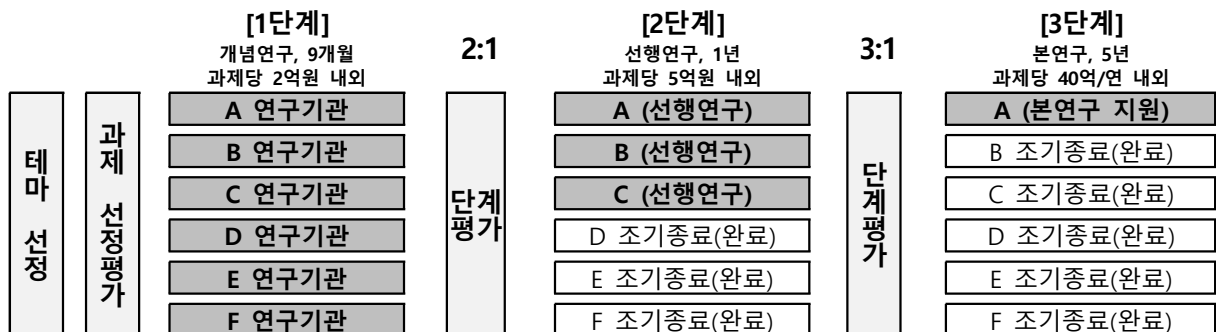 [1단계]
개념연구, 9개월
과제당 2억원 내외
2:1
[2단계]
선행연구, 1년
과제당 5억원 내외
3:1
[3단계]
본연구, 5년
과제당 40억/연 내외
테마 선정
과제 선정평가
A 연구기관
B 연구기관
C 연구기관
D 연구기관
E 연구기관
F 연구기관
단계
평가
A (선행연구)
B (선행연구)
C (선행연구)
D 조기종료(완료)
E 조기종료(완료)
F 조기종료(완료)
단계평가
A (본연구 지원)
B 조기종료(완료)
C 조기종료(완료)
D 조기종료(완료)
E 조기종료(완료)
F 조기종료(완료)